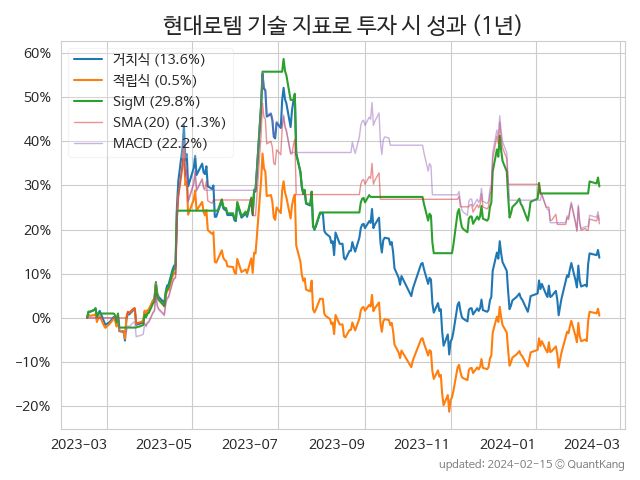 현대로템 기술 지표로 투자 시 성과 (1년)
거치식 (13.6%)
적립식 (0.5%)
SigM (29.8%)
SMA(20) (21.3%)
MACD (22.2%)
60%
50%
40%
30%
20%
10%
0%
−10%
−20%
2023-03 2023-05 2023-07 2023-09 2023-11 2024-01 2024-03
updated: 2024-02-15 © QuantKang